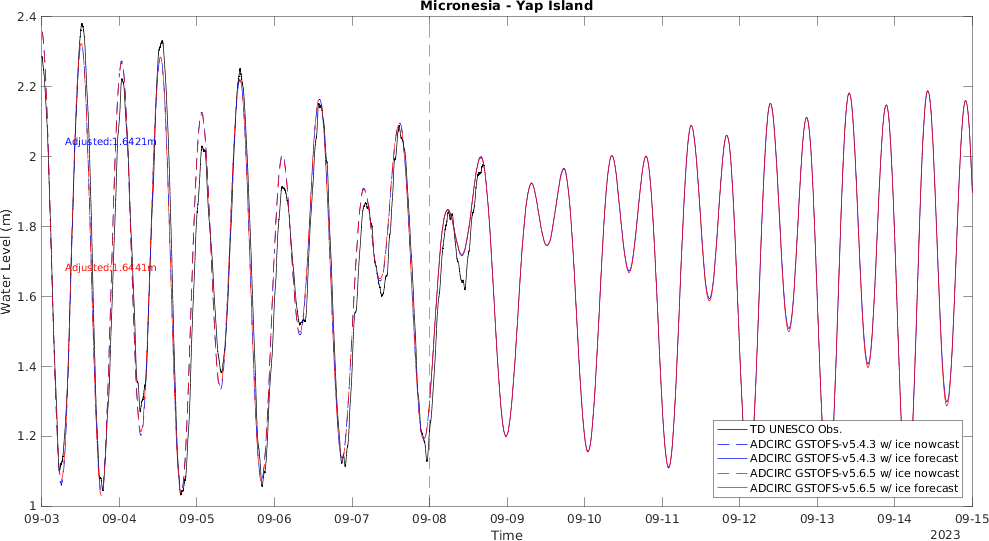 Micronesia - Yap Island
Water Level (m)
2.4
2.2
2
1.8
1.6
1.4
1.2
1
Adjusted:1.6421m
Adjusted:1.6441m
TD UNESCO Obs.
ADCIRC GSTOFS-v5.4.3 w/ ice nowcast
ADCIRC GSTOFS-v5.4.3 w/ ice forecast
ADCIRC GSTOFS-v5.6.5 w/ ice nowcast
ADCIRC GSTOFS-v5.6.5 w/ ice forecast
09-03 09-04 09-05 09-06 09-07 09-08 09-09 09-10 09-11 09-12 09-13 09-14 09-15
Time
2023